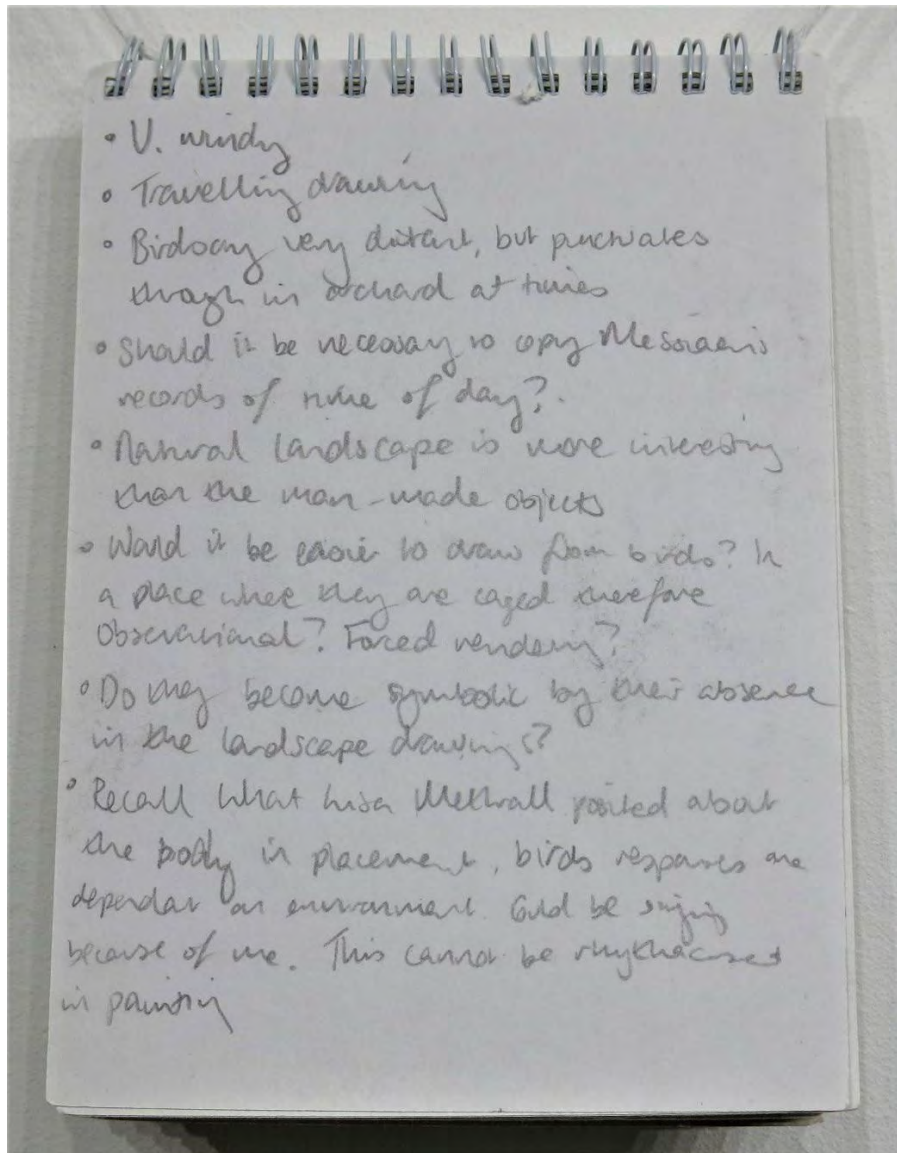 • V. windy
• Travelling drawing
• Birdsong very distant, but punctuates
through in orchard at times
• Should it be necessary to copy Messiaen's
records of time of day?
• Natural landscape is more interesting
than the man-made objects
• Would it be easier to draw from birds? In
a place where they are caged therefore
observational? Forced rendering?
• Do they become symbolic by their absence
in the landscape drawings?
• Recall what Lisa posited about
the body in placement, birds responses are
dependant on environment. Could be singing
because of me. This cannot be
in painting